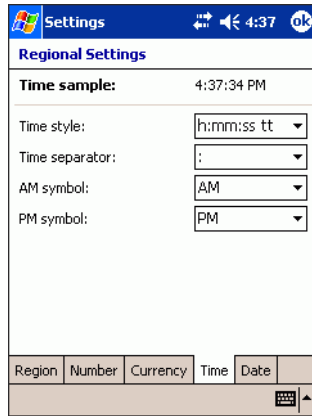 Settings 4:37 ok
Regional Settings
Time sample: 4:37:34 PM
Time style: h:mm:ss tt
Time separator: :
AM symbol: AM
PM symbol: PM
Region Number Currency Time Date